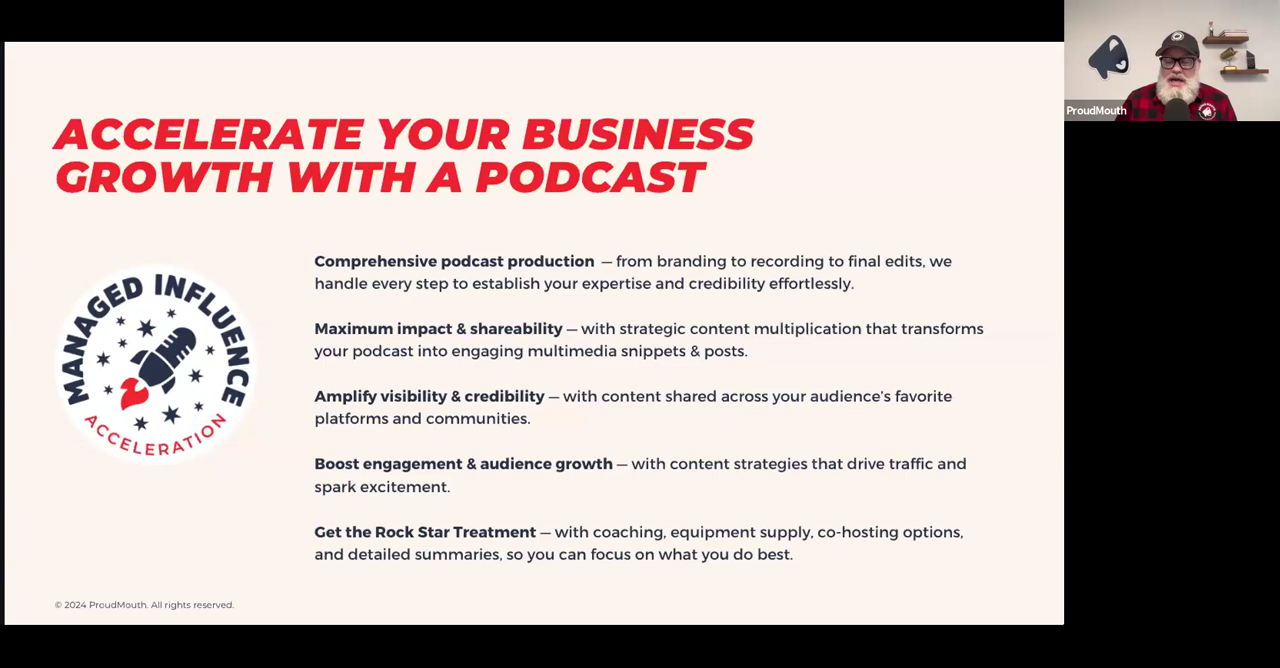 ACCELERATE YOUR BUSINESS
GROWTH WITH A PODCAST
MANAGED INFLUENCE
ACCELERATION
Comprehensive podcast production — from branding to recording to final edits, we
handle every step to establish your expertise and credibility effortlessly.
Maximum impact & shareability — with strategic content multiplication that transforms
your podcast into engaging multimedia snippets & posts.
Amplify visibility & credibility — with content shared across your audience's favorite
platforms and communities.
Boost engagement & audience growth — with content strategies that drive traffic and
spark excitement.
Get the Rock Star Treatment — with coaching, equipment supply, co-hosting options,
and detailed summaries, so you can focus on what you do best.
© 2024 ProudMouth. All rights reserved.
ProudMouth